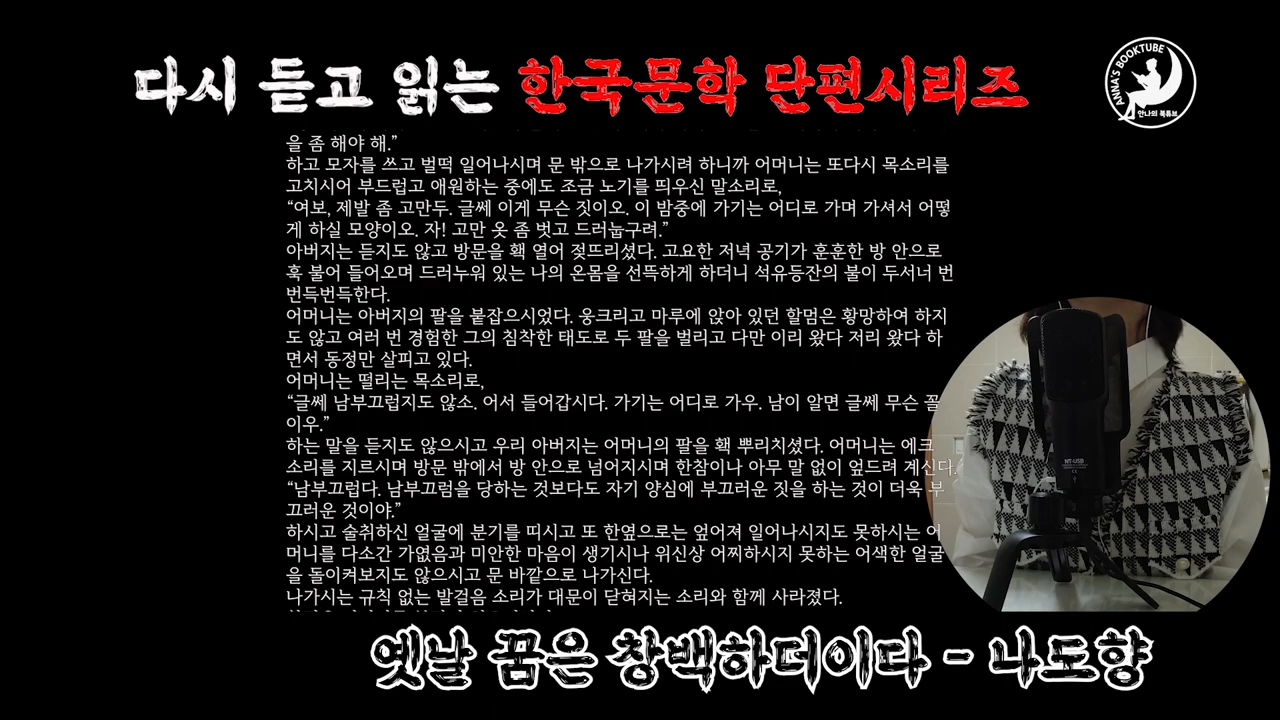 다시 듣고 읽는 한국문학 단편시리즈
ANNA'S BOOKTUBE
안나의 북튜브
을 좀 해야 해.”
하고 모자를 쓰고 벌떡 일어나시며 문 밖으로 나가시려 하니까 어머니는 또다시 목소리를
고치시어 부드럽고 애원하는 중에도 조금 노기를 띄우신 말소리로,
“여보, 제발 좀 고만두. 글쎄 이게 무슨 짓이오. 이 밤중에 가기는 어디로 가며 가셔서 어떻
게 하실 모양이오. 자! 고만 옷 좀 벗고 드러눕구려.”
아버지는 듣지도 않고 방문을 홱 열어 젖뜨리셨다. 고요한 저녁 공기가 훈훈한 방 안으로
훅 불어 들어오며 드러누워 있는 나의 온몸을 선뜩하게 하더니 석유등잔의 불이 두서너 번
번득번득한다.
어머니는 아버지의 팔을 붙잡으시었다. 웅크리고 마루에 앉아 있던 할멈은 황망하여 하지
도 않고 여러 번 경험한 그의 침착한 태도로 두 팔을 벌리고 다만 이리 왔다 저리 왔다 하
면서 동정만 살피고 있다.
어머니는 떨리는 목소리로,
“글쎄 남부끄럽지도 않소. 어서 들어갑시다. 가기는 어디로 가우. 남이 알면 글쎄 무슨 꼴
이우.”
하는 말을 듣지도 않으시고 우리 아버지는 어머니의 팔을 홱 뿌리치셨다. 어머니는 에크
소리를 지르시며 방문 밖에서 방 안으로 넘어지시며 한참이나 아무 말 없이 엎드려 계신다.
“남부끄럽다. 남부끄럼을 당하는 것보다도 자기 양심에 부끄러운 짓을 하는 것이 더욱 부
끄러운 것이야.”
하시고 술취하신 얼굴에 분기를 띠시고 또 한옆으로는 엎어져 일어나시지도 못하시는 어
머니를 다소간 가엾음과 미안한 마음이 생기시나 위신상 어찌하시지 못하는 어색한 얼굴
을 돌이켜보지도 않으시고 문 바깥으로 나가신다.
나가시는 규칙 없는 발걸음 소리가 대문이 닫혀지는 소리와 함께 사라졌다.
NT-USB
옛날 꿈은 창백하더이다 - 나도향